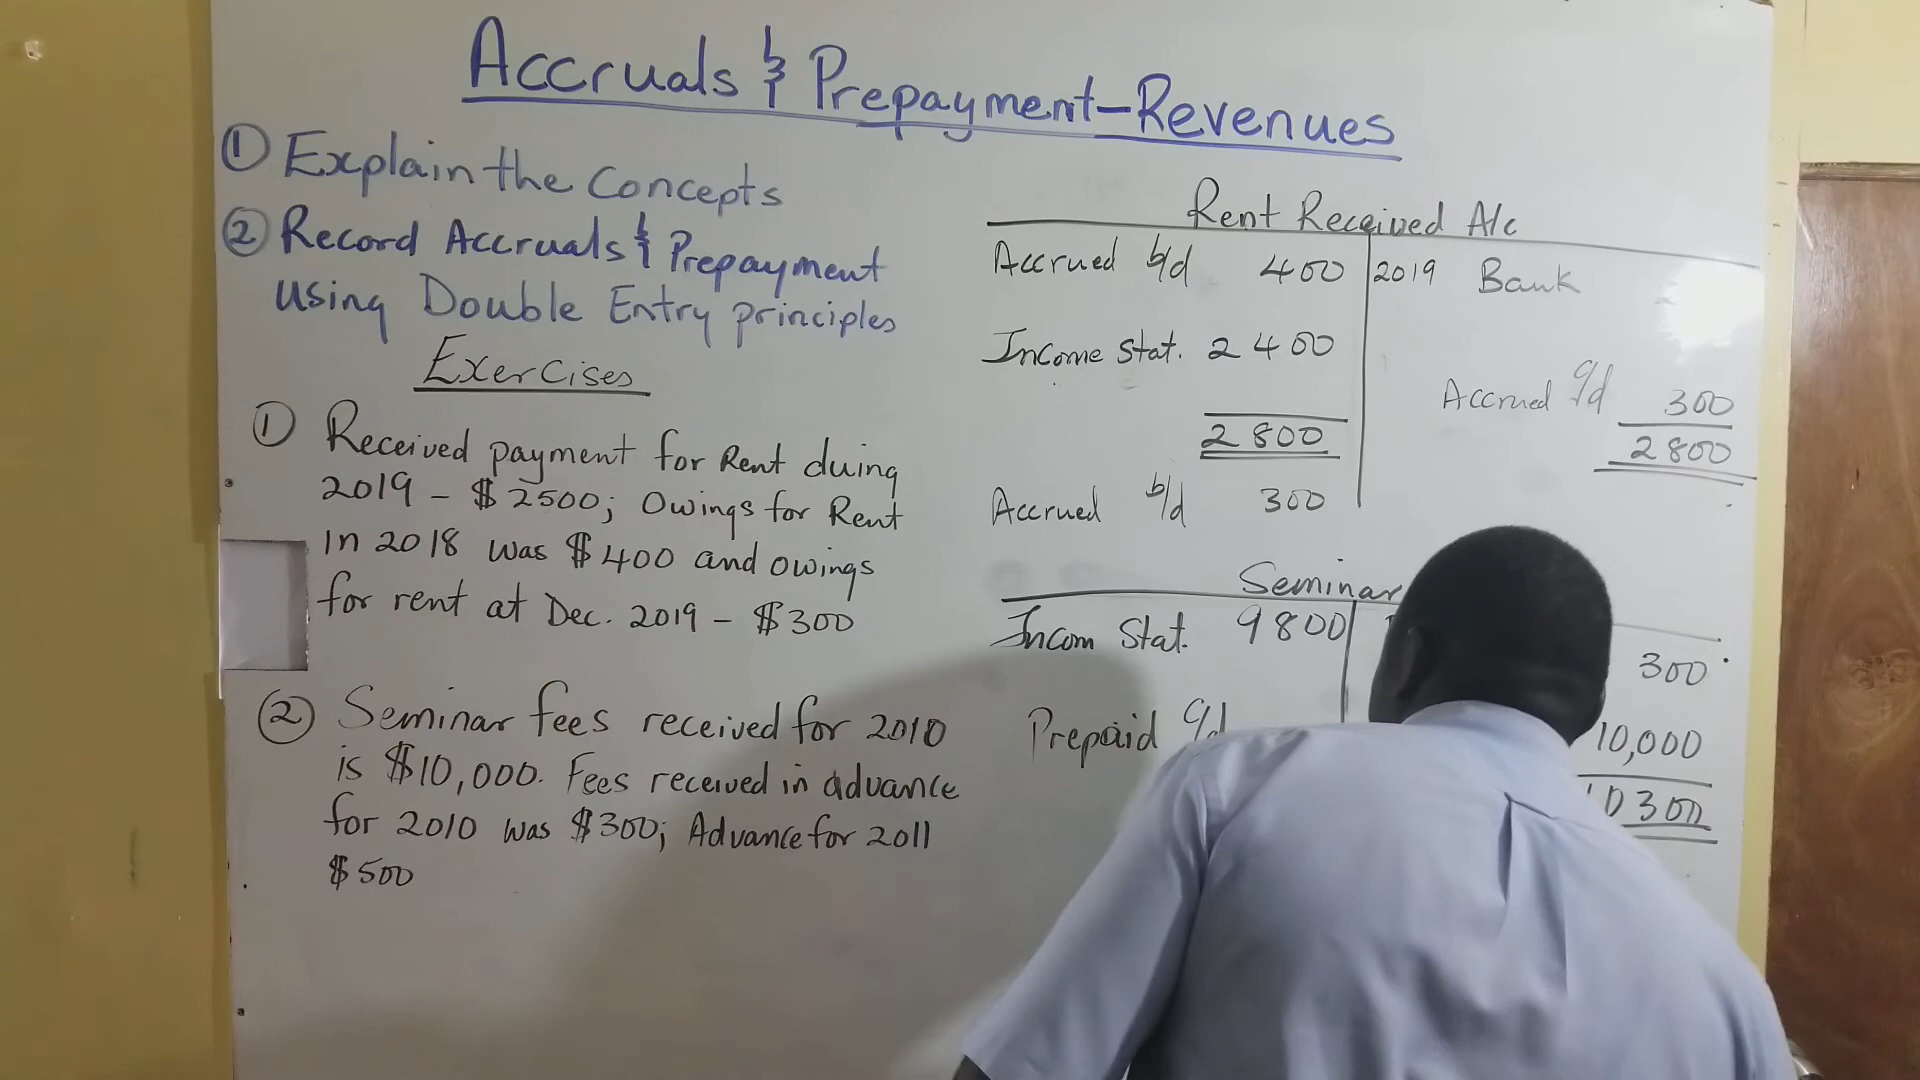 Accruals & Prepayment-Revenues
① Explain the Concepts
② Record Accruals & Prepayment
using Double Entry principles
Exercises
① Received payment for Rent duing
2019 - $2500; Owings for Rent
in 2018 was $400 and owings
for rent at Dec. 2019 - $300
② Seminar fees received for 2010
is $10,000. Fees received in advance
for 2010 was $300; Advance for 2011
$500
Rent Received A/c
Accrued b/d 400 2019 Bank
Income Stat. 2400
Accrued c/d 300
2800 2800
Accrued b/d 300
Seminar
Incom Stat. 9800
300
Prepaid c/d 10,000
10300